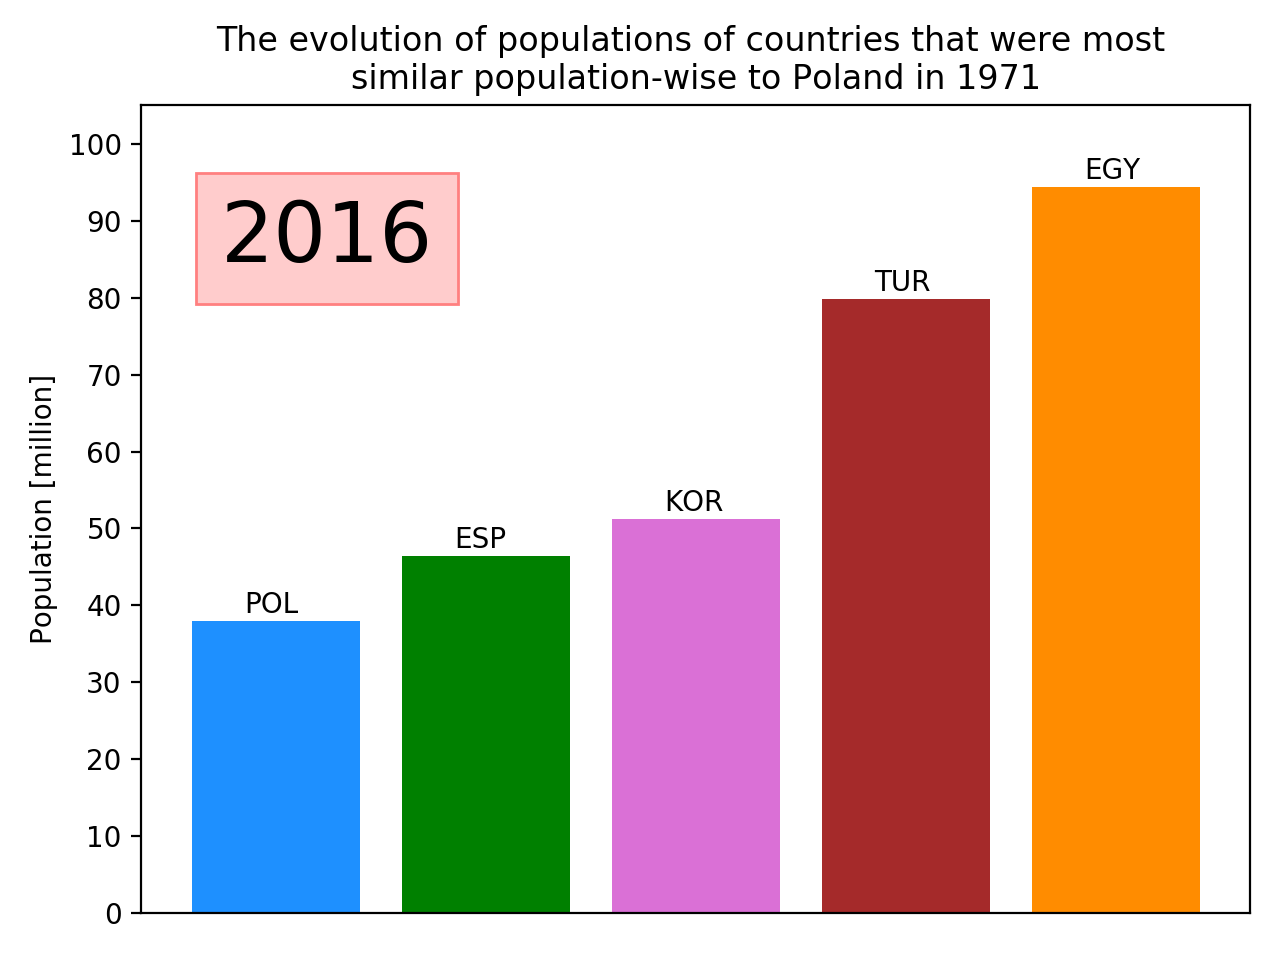 The evolution of populations of countries that were most
similar population-wise to Poland in 1971
100
90
80
70
60
50
40
30
20
10
0
Population [million]
2016
POL
ESP
KOR
TUR
EGY